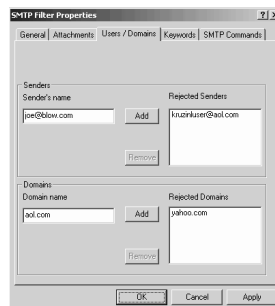 SMTP Filter Properties
General Attachments Users / Domains Keywords SMTP Commands
Senders
Sender's name Rejected Senders
joe@blow.com Add kruzinluser@aol.com
Remove
Domains
Domain name Rejected Domains
aol.com Add yahoo.com
Remove
OK Cancel Apply